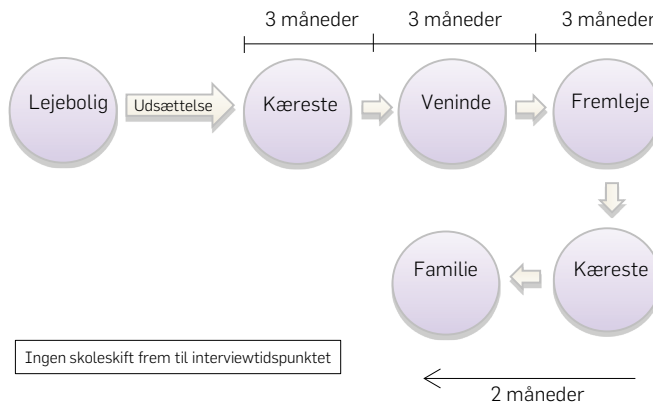 3 måneder
3 måneder
3 måneder
Lejebolig
Udsættelse
Kæreste
Veninde
Fremleje
Familie
Kæreste
Ingen skoleskift frem til interviewtidspunktet
2 måneder